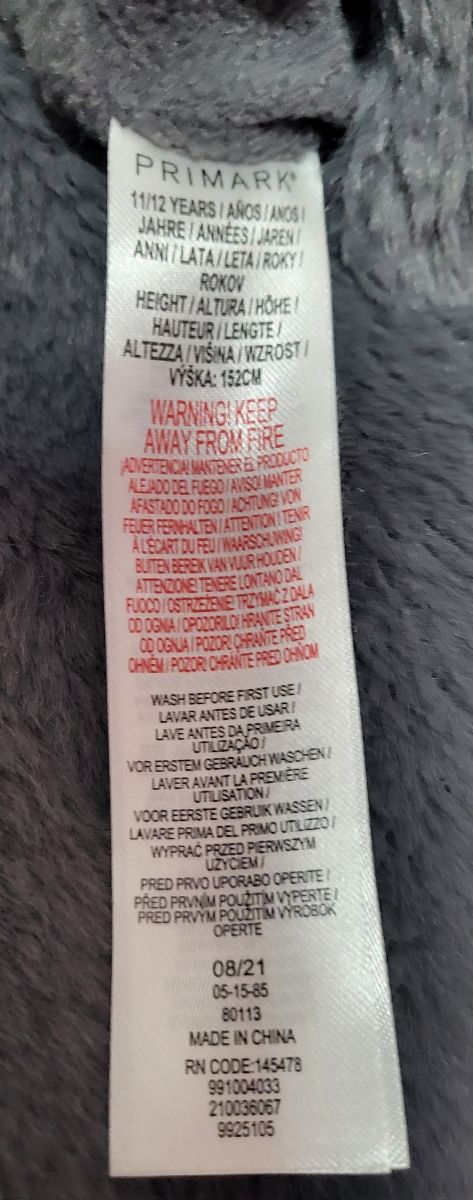 PRIMARK®
11/12 YEARS / AÑOS / ANOS /
JAHRE / ANNÉES / JAREN /
ANNI / LATA / LETA / ROKY /
ROKOV
HEIGHT / ALTURA / HÖHE /
HAUTEUR / LENGTE /
ALTEZZA / VIŠINA / WZROST /
VÝŠKA: 152CM
WARNING! KEEP
AWAY FROM FIRE
¡ADVERTENCIA! MANTENER EL PRODUCTO
ALEJADO DEL FUEGO / AVISO! MANTER
AFASTADO DO FOGO / ACHTUNG! VON
FEUER FERNHALTEN / ATTENTION ! TENIR
À L'ÉCART DU FEU / WAARSCHUWING!
BUITEN BEREIK VAN VUUR HOUDEN /
ATTENZIONE! TENERE LONTANO DAL
FUOCO / OSTRZEŻENIE! TRZYMAĆ Z DALA
OD OGNIA / OPOZORILO! HRANITE STRAN
OD OGNJA / POZOR! CHRAŇTE PŘED
OHNĚM / POZOR! CHRÁŇTE PRED OHŇOM
WASH BEFORE FIRST USE /
LAVAR ANTES DE USAR /
LAVE ANTES DA PRIMEIRA
UTILIZAÇÃO /
VOR ERSTEM GEBRAUCH WASCHEN /
LAVER AVANT LA PREMIÈRE
UTILISATION /
VOOR EERSTE GEBRUIK WASSEN /
LAVARE PRIMA DEL PRIMO UTILIZZO /
WYPRAĆ PRZED PIERWSZYM
UŻYCIEM /
PRED PRVO UPORABO OPERITE /
PŘED PRVNÍM POUŽITÍM VYPERTE /
PRED PRVÝM POUŽITÍM VÝROBOK
OPERTE
08/21
05-15-85
80113
MADE IN CHINA
RN CODE:145478
991004033
210036067
9925105